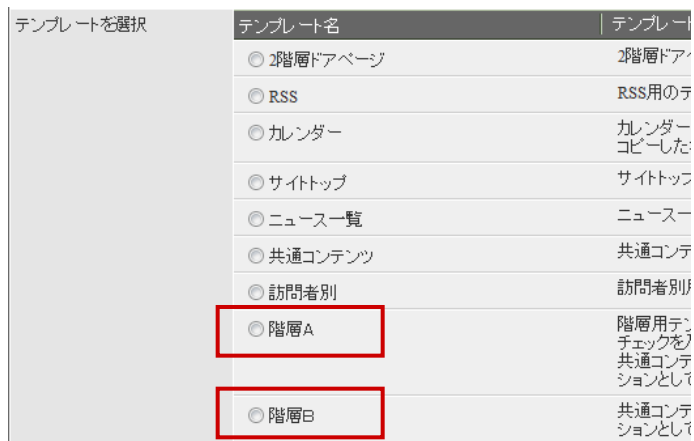 テンプレートを選択
テンプレート名 テンプレート
2階層ドアページ 2階層ドアペ
RSS RSS用のテ
カレンダー カレンダー
コピーした
サイトトップ サイトトップ
ニュース一覧 ニュース一
共通コンテンツ 共通コンテ
訪問者別 訪問者別
階層A 階層用テン
チェックを
共通コンテ
ションとして
階層B 共通コンテ
ションとして